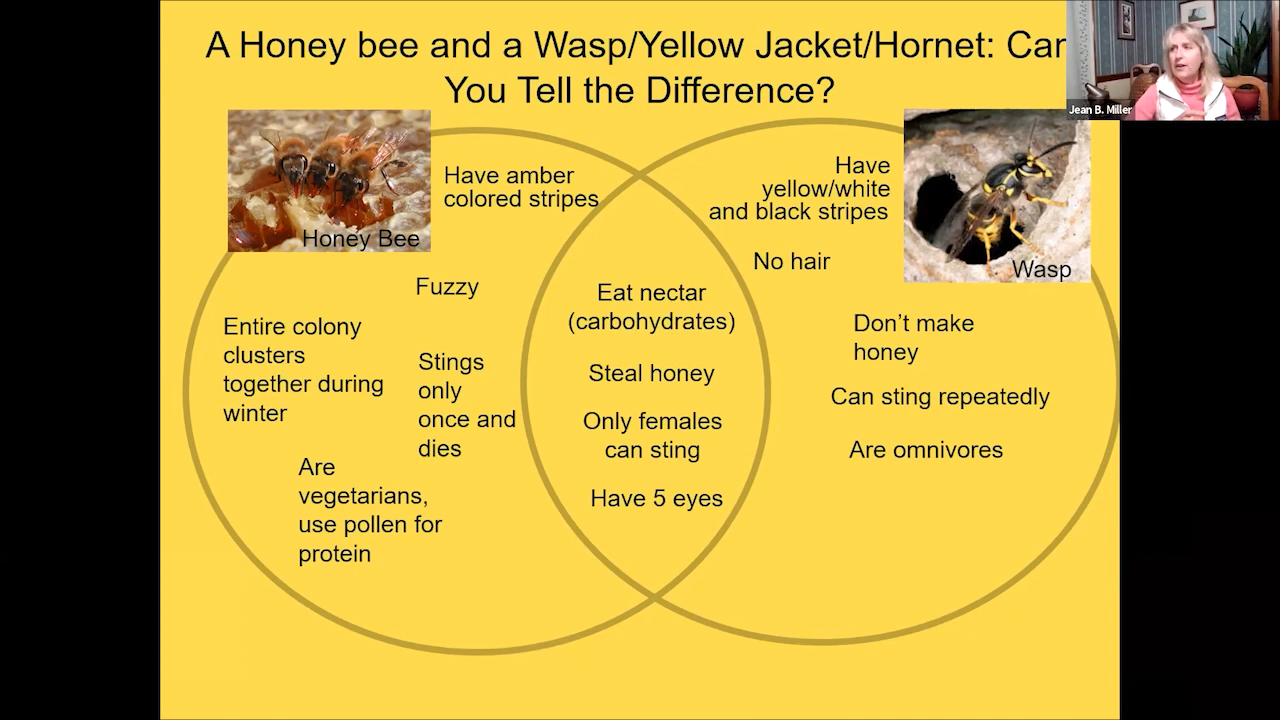 A Honey bee and a Wasp/Yellow Jacket/Hornet: Can
You Tell the Difference?
Jean B. Miller
Honey Bee
Have amber
colored stripes
Fuzzy
Entire colony
clusters
together during
winter
Stings
only
once and
dies
Are
vegetarians,
use pollen for
protein
Eat nectar
(carbohydrates)
Steal honey
Only females
can sting
Have 5 eyes
Have
yellow/white
and black stripes
No hair
Wasp
Don’t make
honey
Can sting repeatedly
Are omnivores